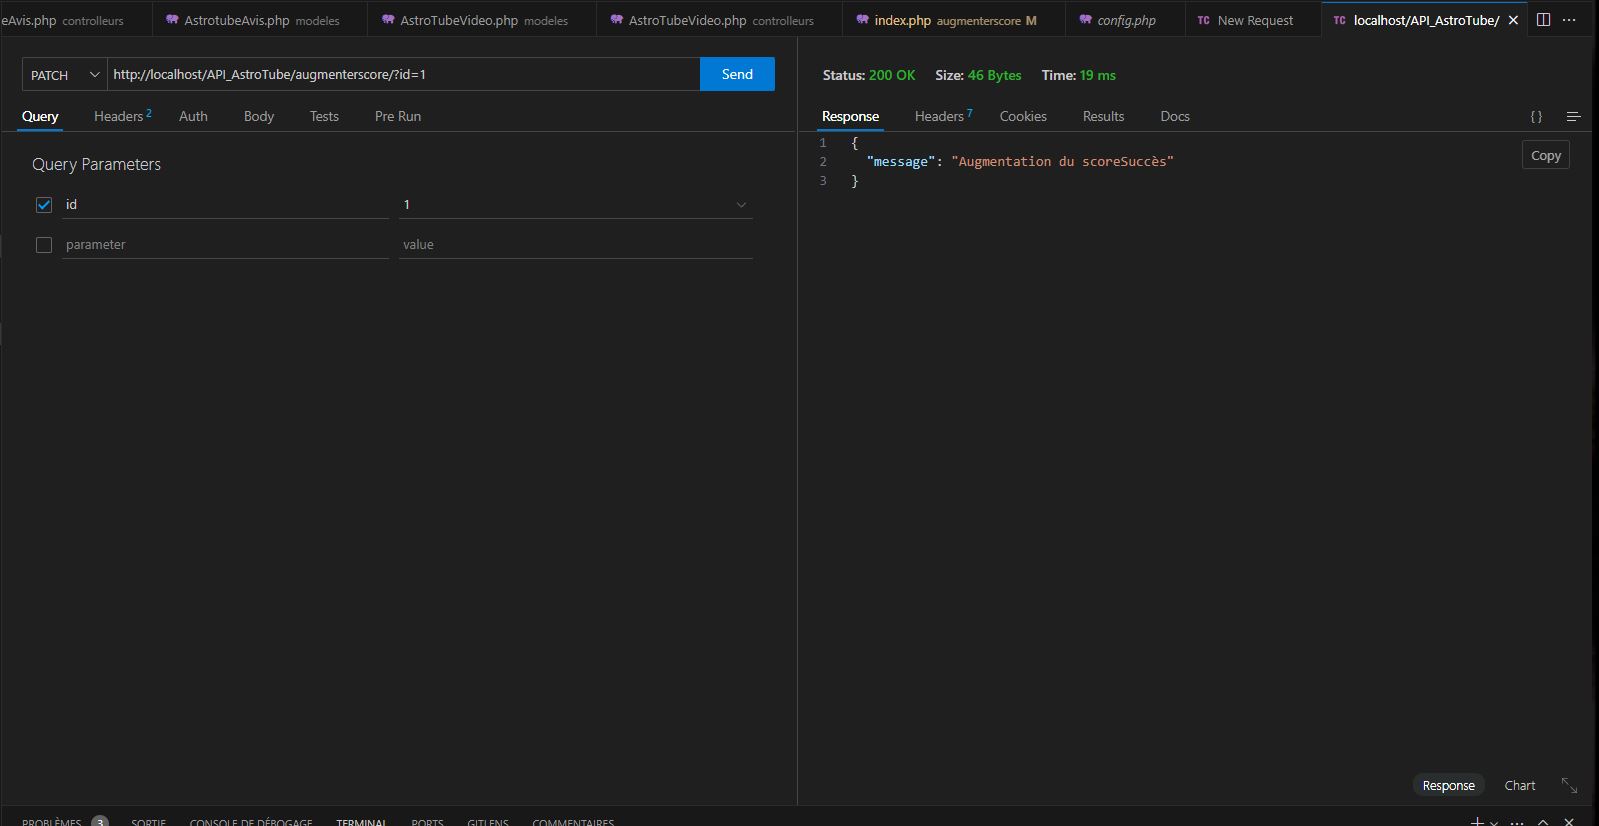 eAvis.php controlleurs AstrotubeAvis.php modeles AstroTubeVideo.php modeles AstroTubeVideo.php controlleurs index.php augmenterscore M config.php TC New Request TC localhost/API_AstroTube/
PATCH http://localhost/API_AstroTube/augmenterscore/?id=1 Send
Query Headers 2 Auth Body Tests Pre Run
Query Parameters
id 1
parameter value
Status: 200 OK Size: 46 Bytes Time: 19 ms
Response Headers 7 Cookies Results Docs { }
1 {
2 "message": "Augmentation du scoreSuccès"
3 }
Copy
Response Chart
PROBLÈMES 3 SORTIE CONSOLE DE DÉBOGAGE TERMINAL PORTS GITLENS COMMENTAIRES